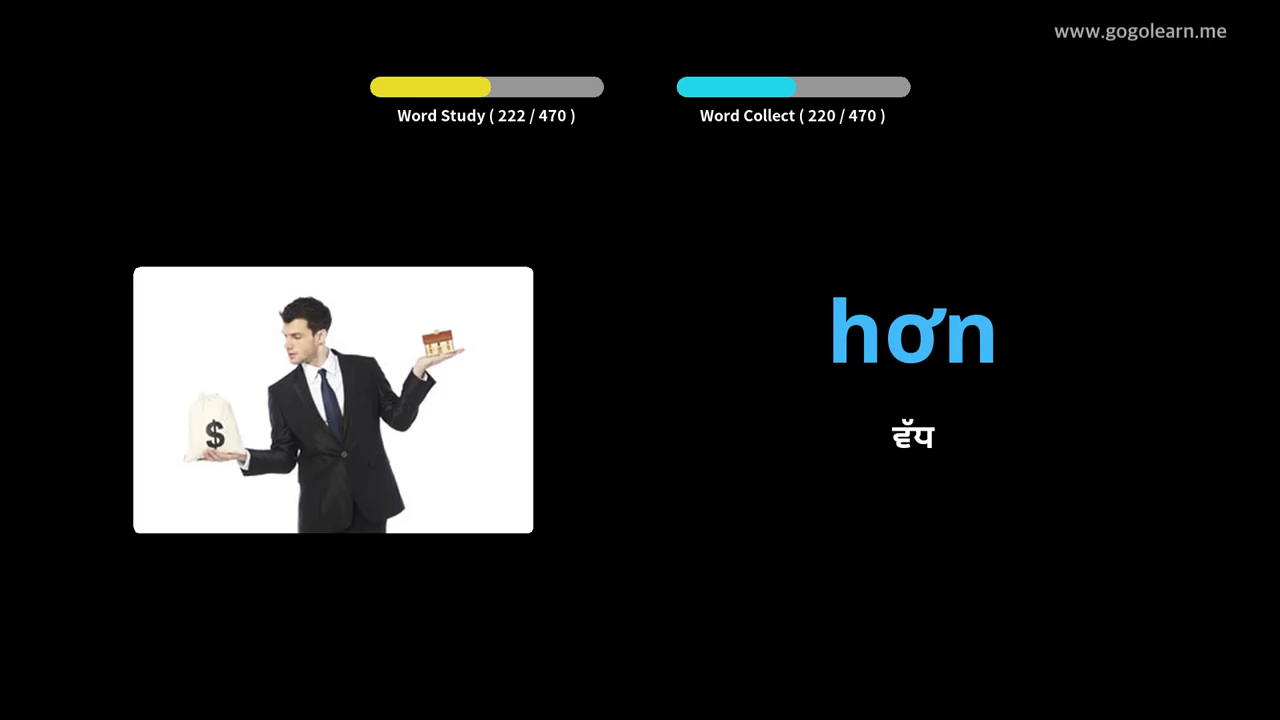 www.gogolearn.me
Word Study ( 222 / 470 )
Word Collect ( 220 / 470 )
$
hơn
ਵੱਧ